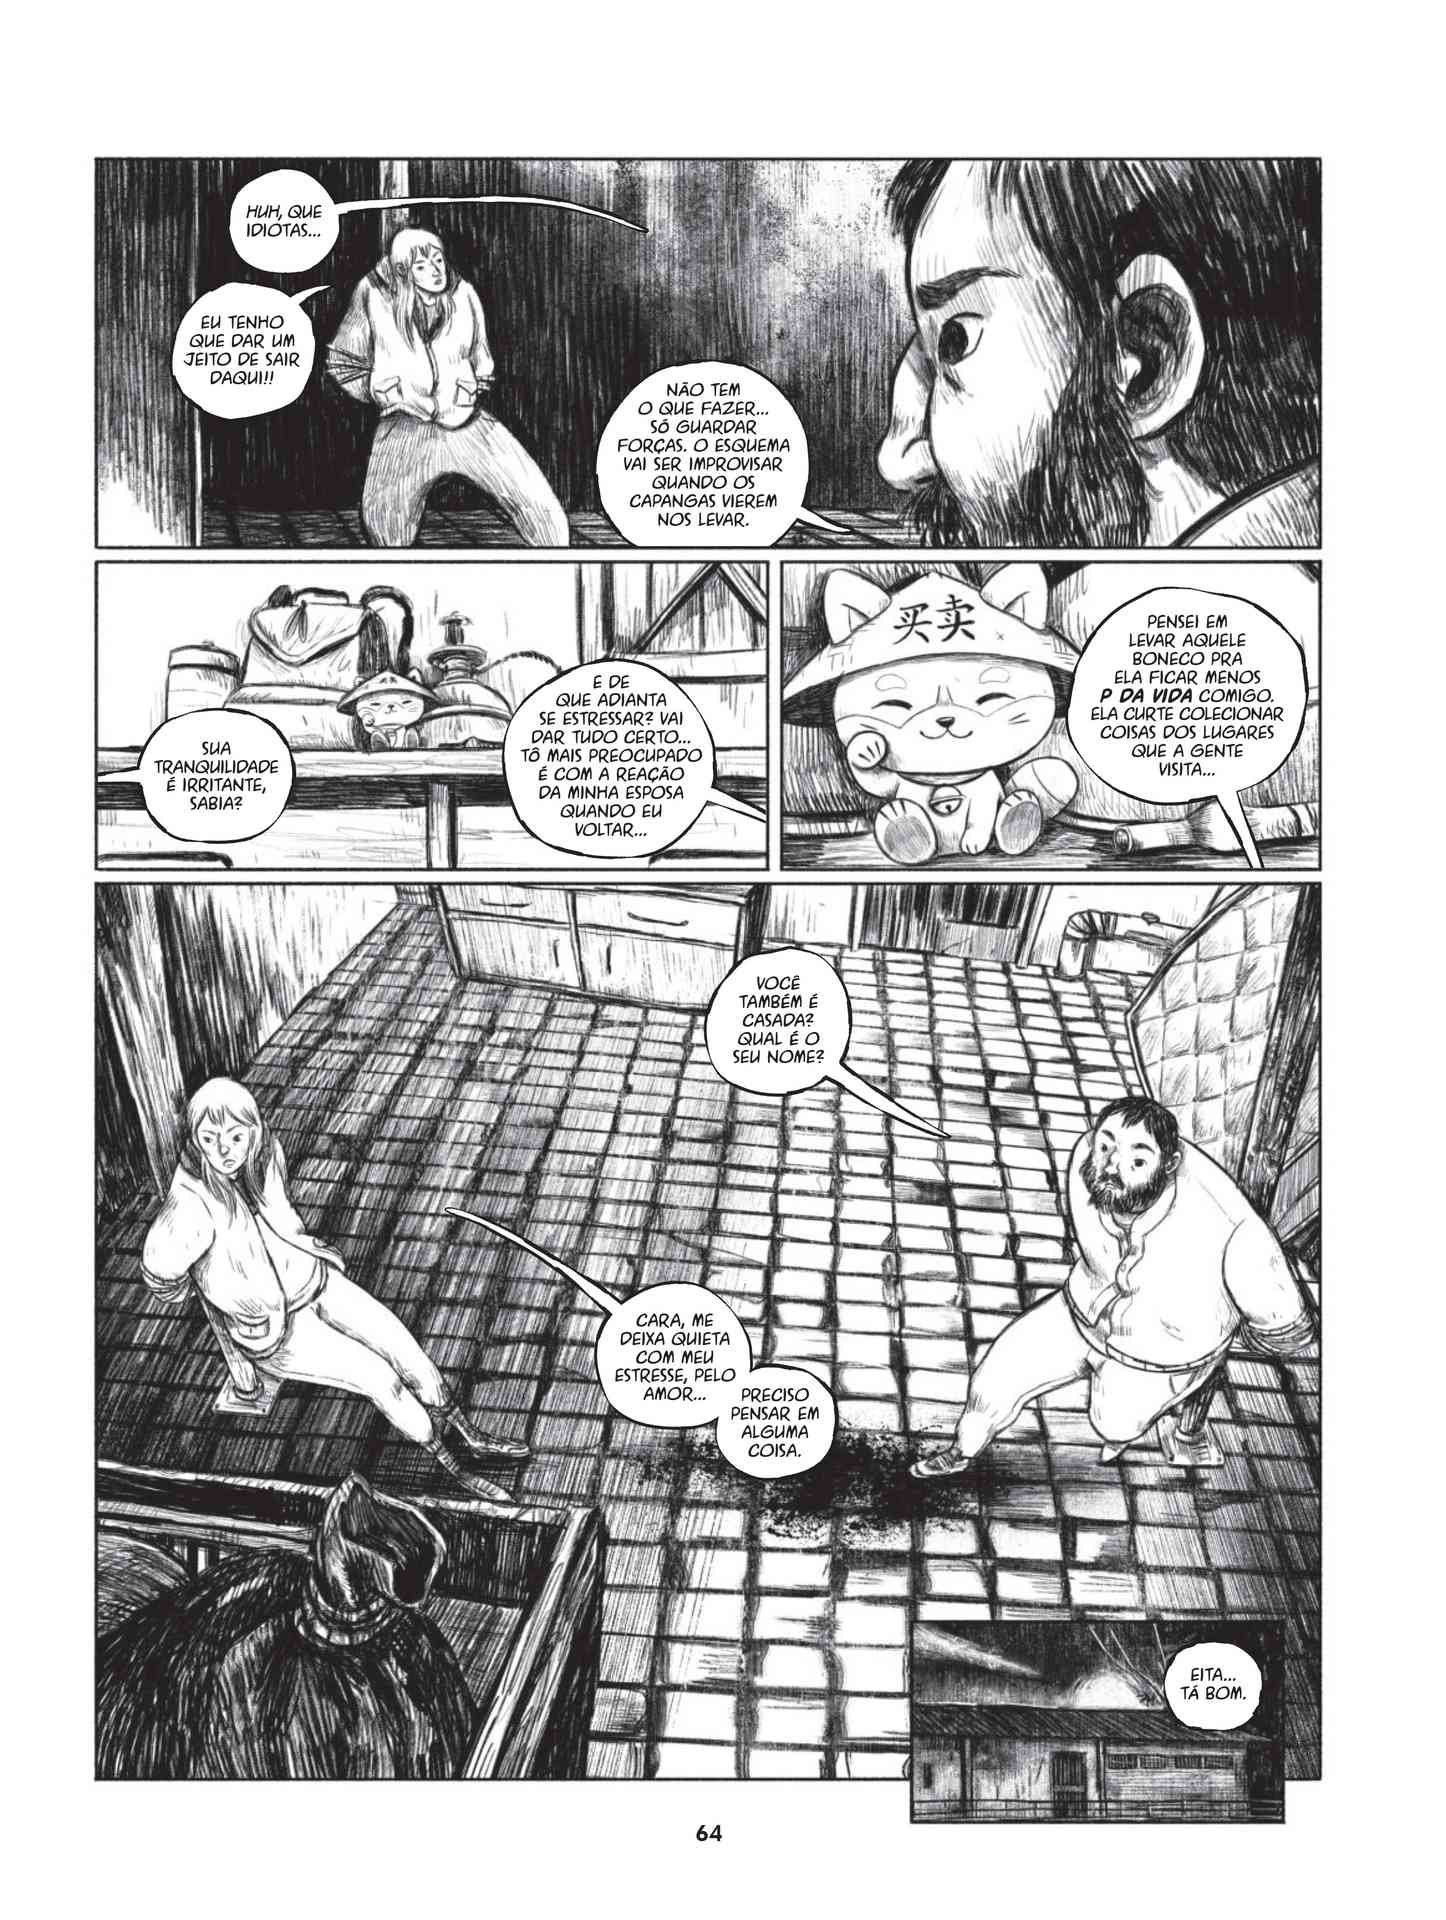 HUH, QUE
IDIOTAS...
EU TENHO
QUE DAR UM
JEITO DE SAIR
DAQUI!!
NÃO TEM
O QUE FAZER...
SÓ GUARDAR
FORÇAS. O ESQUEMA
VAI SER IMPROVISAR
QUANDO OS
CAPANGAS VIEREM
NOS LEVAR.
SUA
TRANQUILIDADE
É IRRITANTE,
SABIA?
E DE
QUE ADIANTA
SE ESTRESSAR? VAI
DAR TUDO CERTO...
TÔ MAIS PREOCUPADO
É COM A REAÇÃO
DA MINHA ESPOSA
QUANDO EU
VOLTAR...
买卖
PENSEI EM
LEVAR AQUELE
BONECO PRA
ELA FICAR MENOS
P DA VIDA COMIGO.
ELA CURTE COLECIONAR
COISAS DOS LUGARES
QUE A GENTE
VISITA...
VOCÊ
TAMBÉM É
CASADA?
QUAL É O
SEU NOME?
CARA, ME
DEIXA QUIETA
COM MEU
ESTRESSE, PELO
AMOR...
PRECISO
PENSAR EM
ALGUMA
COISA.
EITA...
TÁ BOM.
64